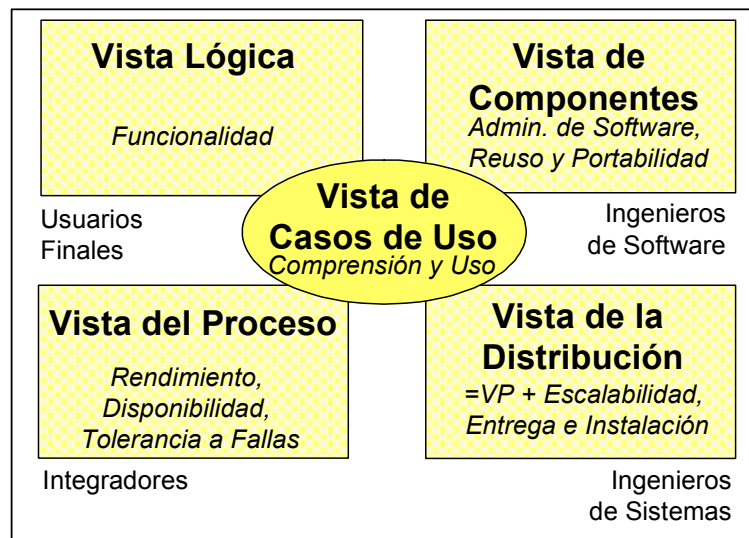 Vista Lógica
Funcionalidad
Usuarios
Finales
Vista de
Componentes
Admin. de Software,
Reuso y Portabilidad
Ingenieros
de Software
Vista de
Casos de Uso
Comprensión y Uso
Vista del Proceso
Rendimiento,
Disponibilidad,
Tolerancia a Fallas
Integradores
Vista de la
Distribución
=VP + Escalabilidad,
Entrega e Instalación
Ingenieros
de Sistemas